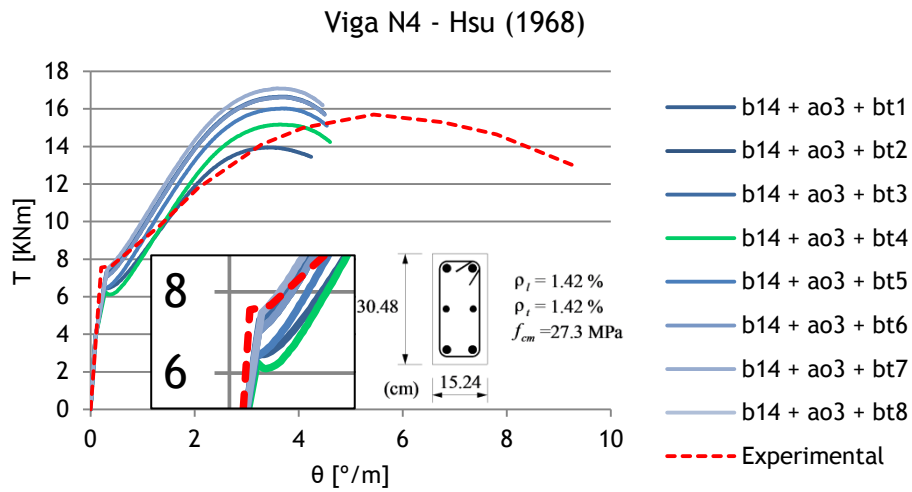 Viga N4 - Hsu (1968)
T [KNm]
18
16
14
12
10
8
6
4
2
0
0 2 4 6 8 10
θ [º/m]
8
6
30.48
(cm)
15.24
ρl = 1.42 %
ρt = 1.42 %
fcm =27.3 MPa
b14 + ao3 + bt1
b14 + ao3 + bt2
b14 + ao3 + bt3
b14 + ao3 + bt4
b14 + ao3 + bt5
b14 + ao3 + bt6
b14 + ao3 + bt7
b14 + ao3 + bt8
Experimental